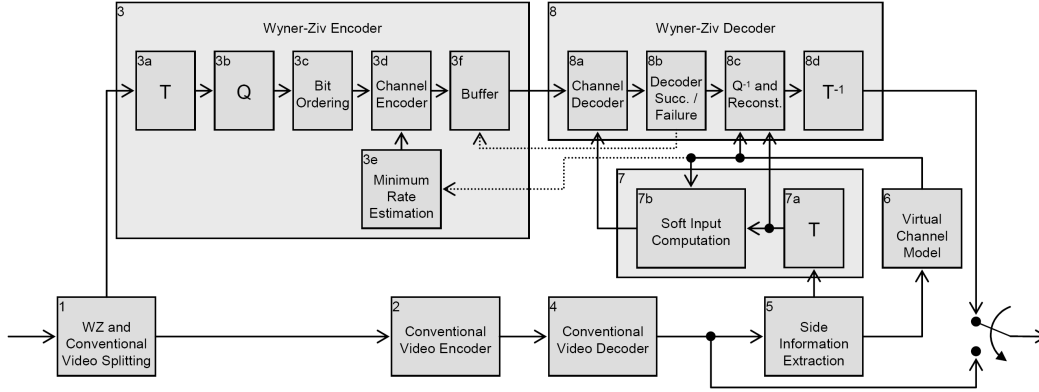 3
Wyner-Ziv Encoder
3a
T
3b
Q
3c
Bit
Ordering
3d
Channel
Encoder
3f
Buffer
3e
Minimum
Rate
Estimation
8
Wyner-Ziv Decoder
8a
Channel
Decoder
8b
Decoder
Succ. /
Failure
8c
Q⁻¹ and
Reconst.
8d
T⁻¹
7
7b
Soft Input
Computation
7a
T
6
Virtual
Channel
Model
1
WZ and
Conventional
Video Splitting
2
Conventional
Video Encoder
4
Conventional
Video Decoder
5
Side
Information
Extraction